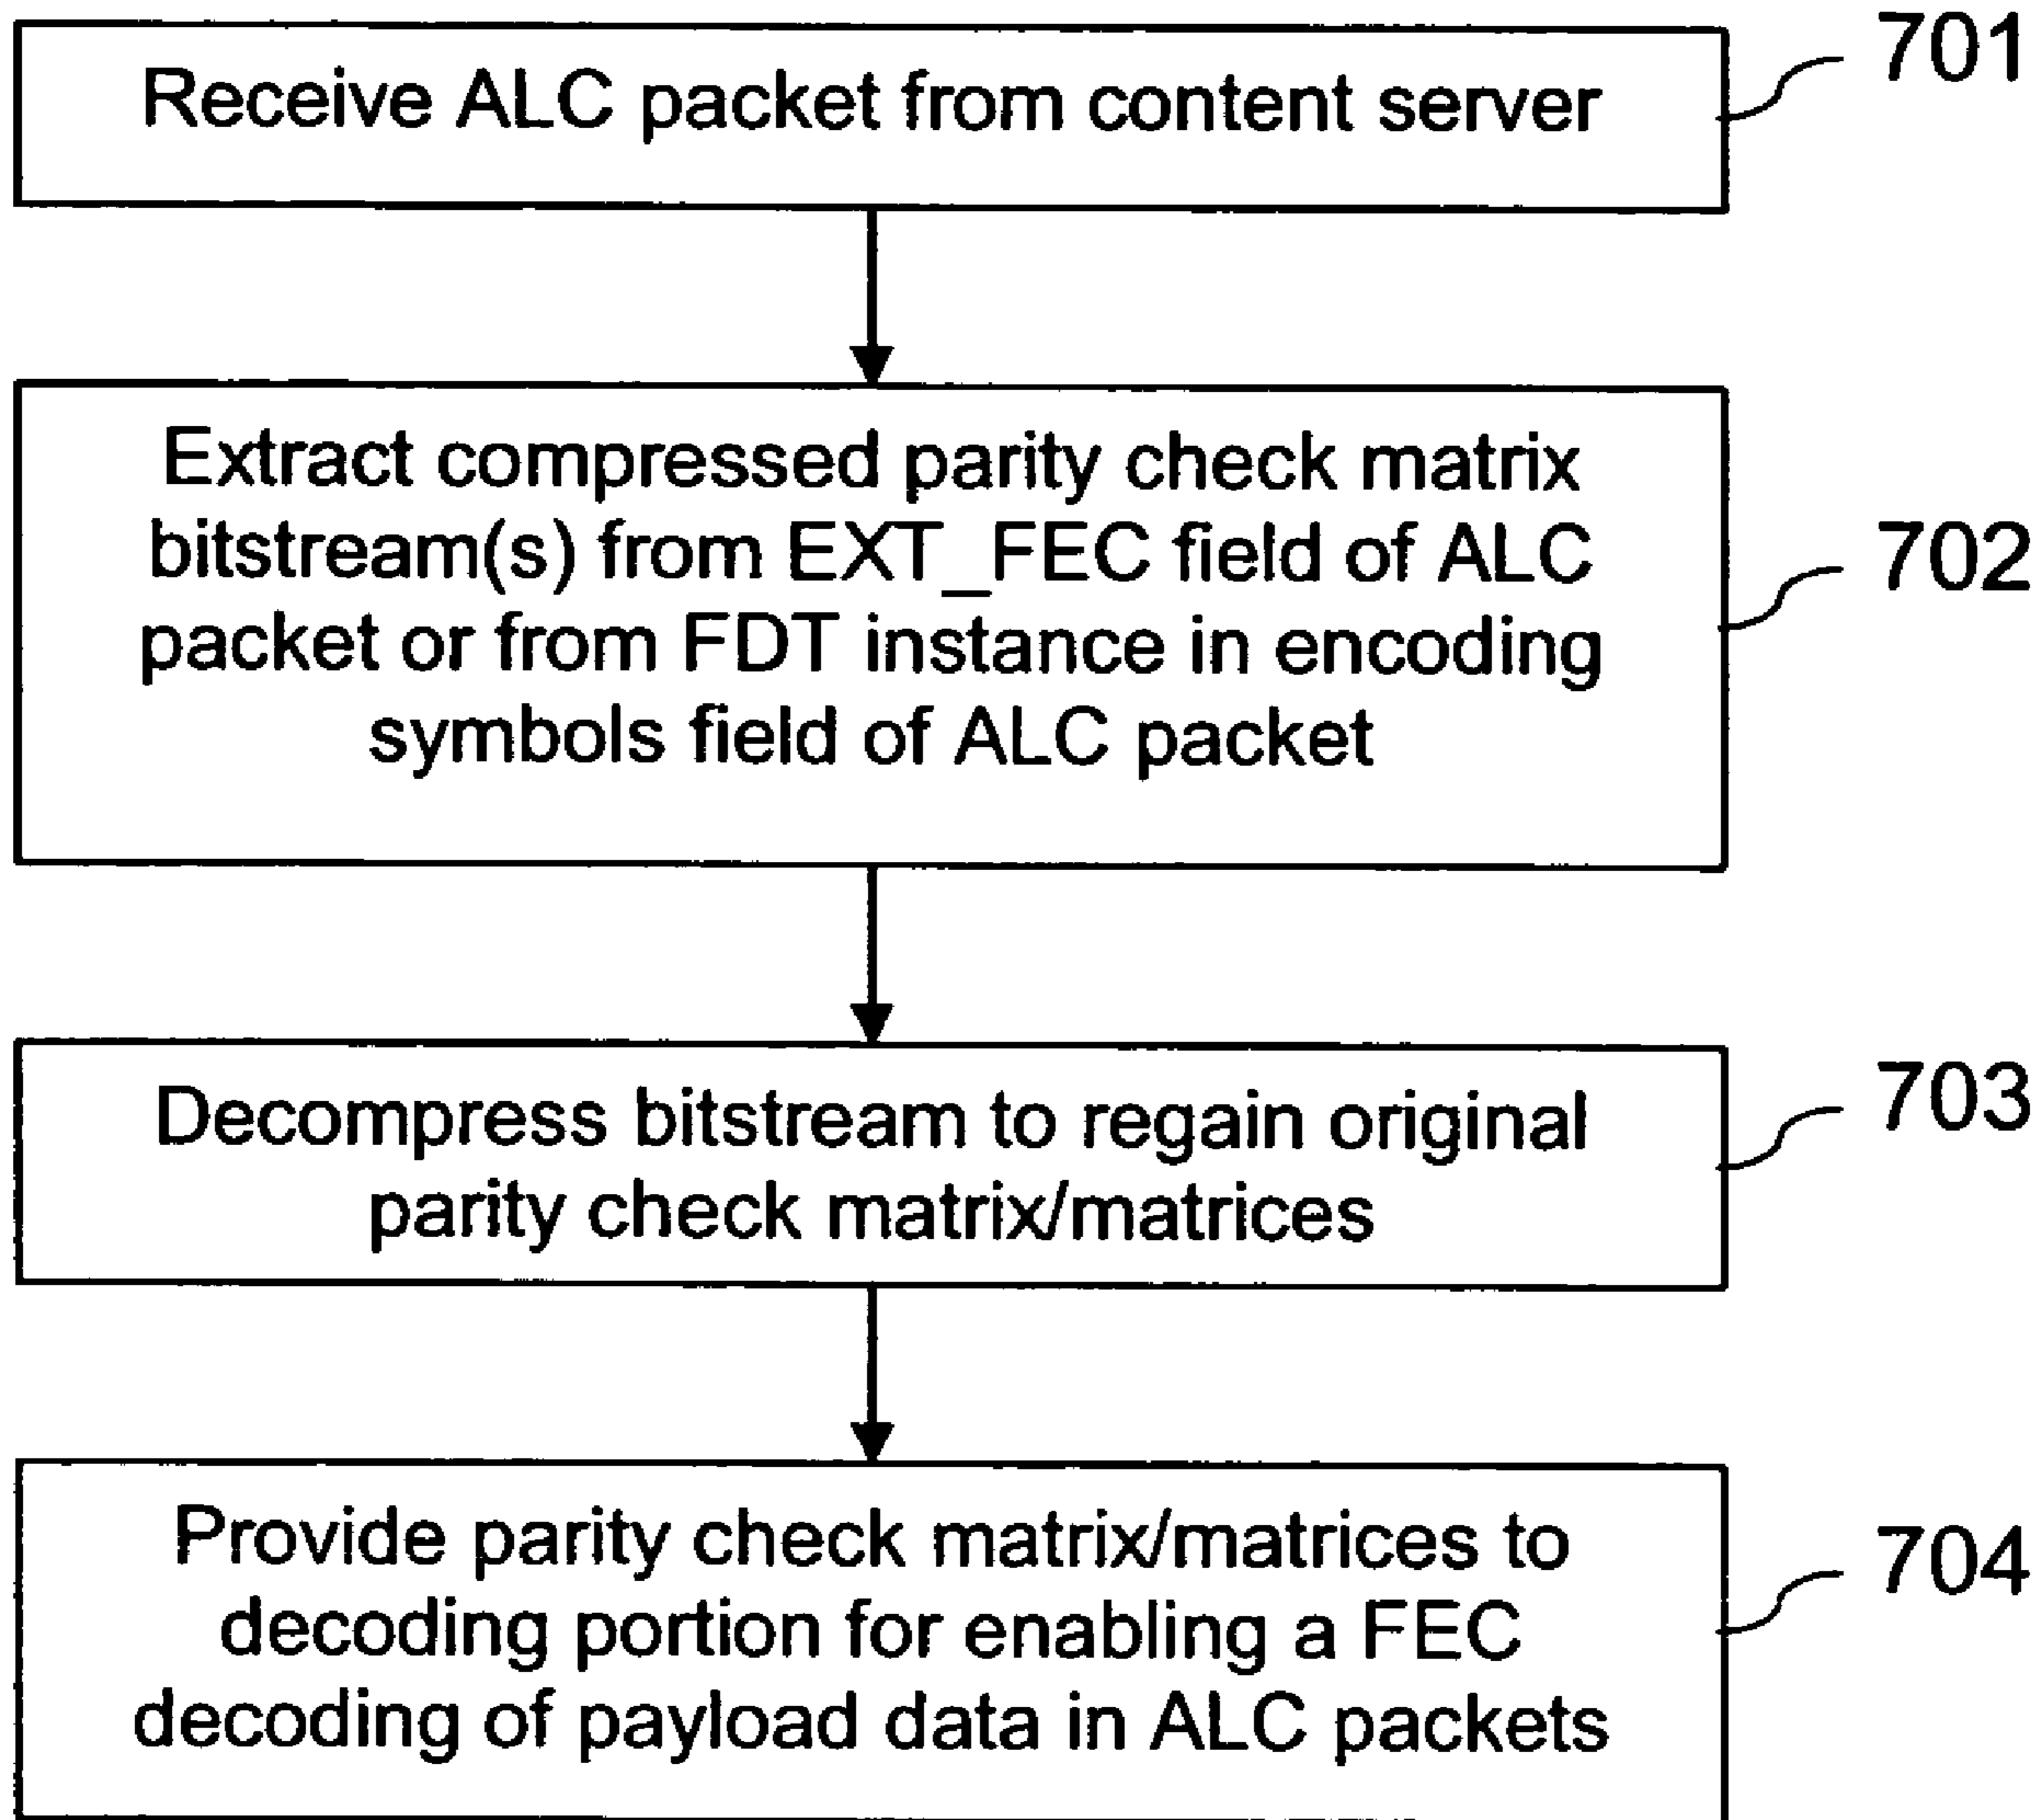 Receive ALC packet from content server
701
Extract compressed parity check matrix
bitstream(s) from EXT_FEC field of ALC
packet or from FDT instance in encoding
symbols field of ALC packet
702
Decompress bitstream to regain original
parity check matrix/matrices
703
Provide parity check matrix/matrices to
decoding portion for enabling a FEC
decoding of payload data in ALC packets
704